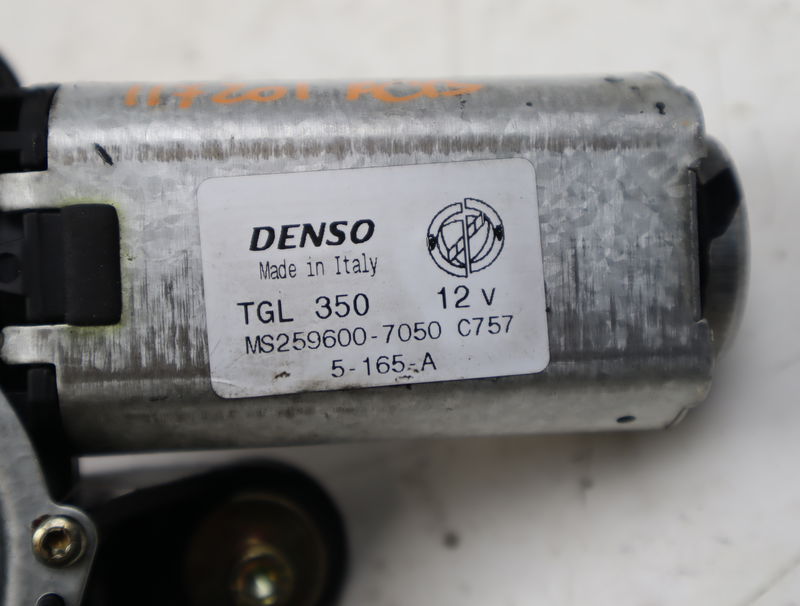 DENSO
Made in Italy
TGL 350 12 V
MS259600-7050 C757
5-165-A